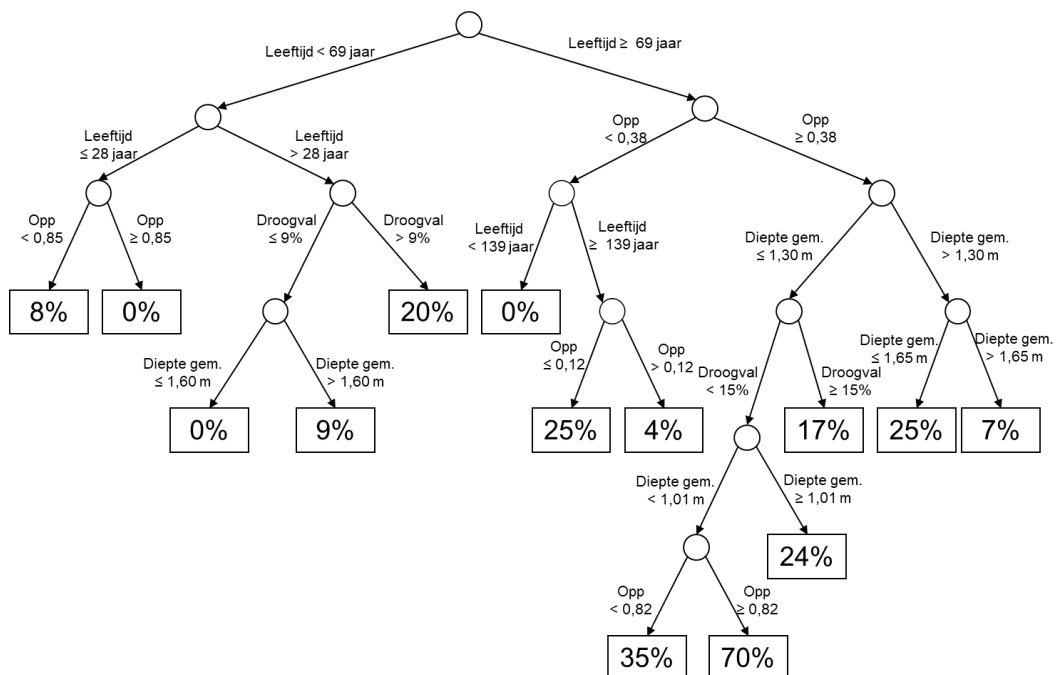 Leeftijd < 69 jaar
Leeftijd ≥ 69 jaar
Leeftijd
≤ 28 jaar
Leeftijd
> 28 jaar
Opp
< 0,38
Opp
≥ 0,38
Opp
< 0,85
Opp
≥ 0,85
Droogval
≤ 9%
Droogval
> 9%
Leeftijd
< 139 jaar
Leeftijd
≥ 139 jaar
Diepte gem.
≤ 1,30 m
Diepte gem.
> 1,30 m
8%
0%
20%
0%
Diepte gem.
≤ 1,60 m
Diepte gem.
> 1,60 m
Opp
≤ 0,12
Opp
> 0,12
Droogval
< 15%
Droogval
≥ 15%
Diepte gem.
≤ 1,65 m
Diepte gem.
> 1,65 m
0%
9%
25%
4%
17%
25%
7%
Diepte gem.
< 1,01 m
Diepte gem.
≥ 1,01 m
24%
Opp
< 0,82
Opp
≥ 0,82
35%
70%